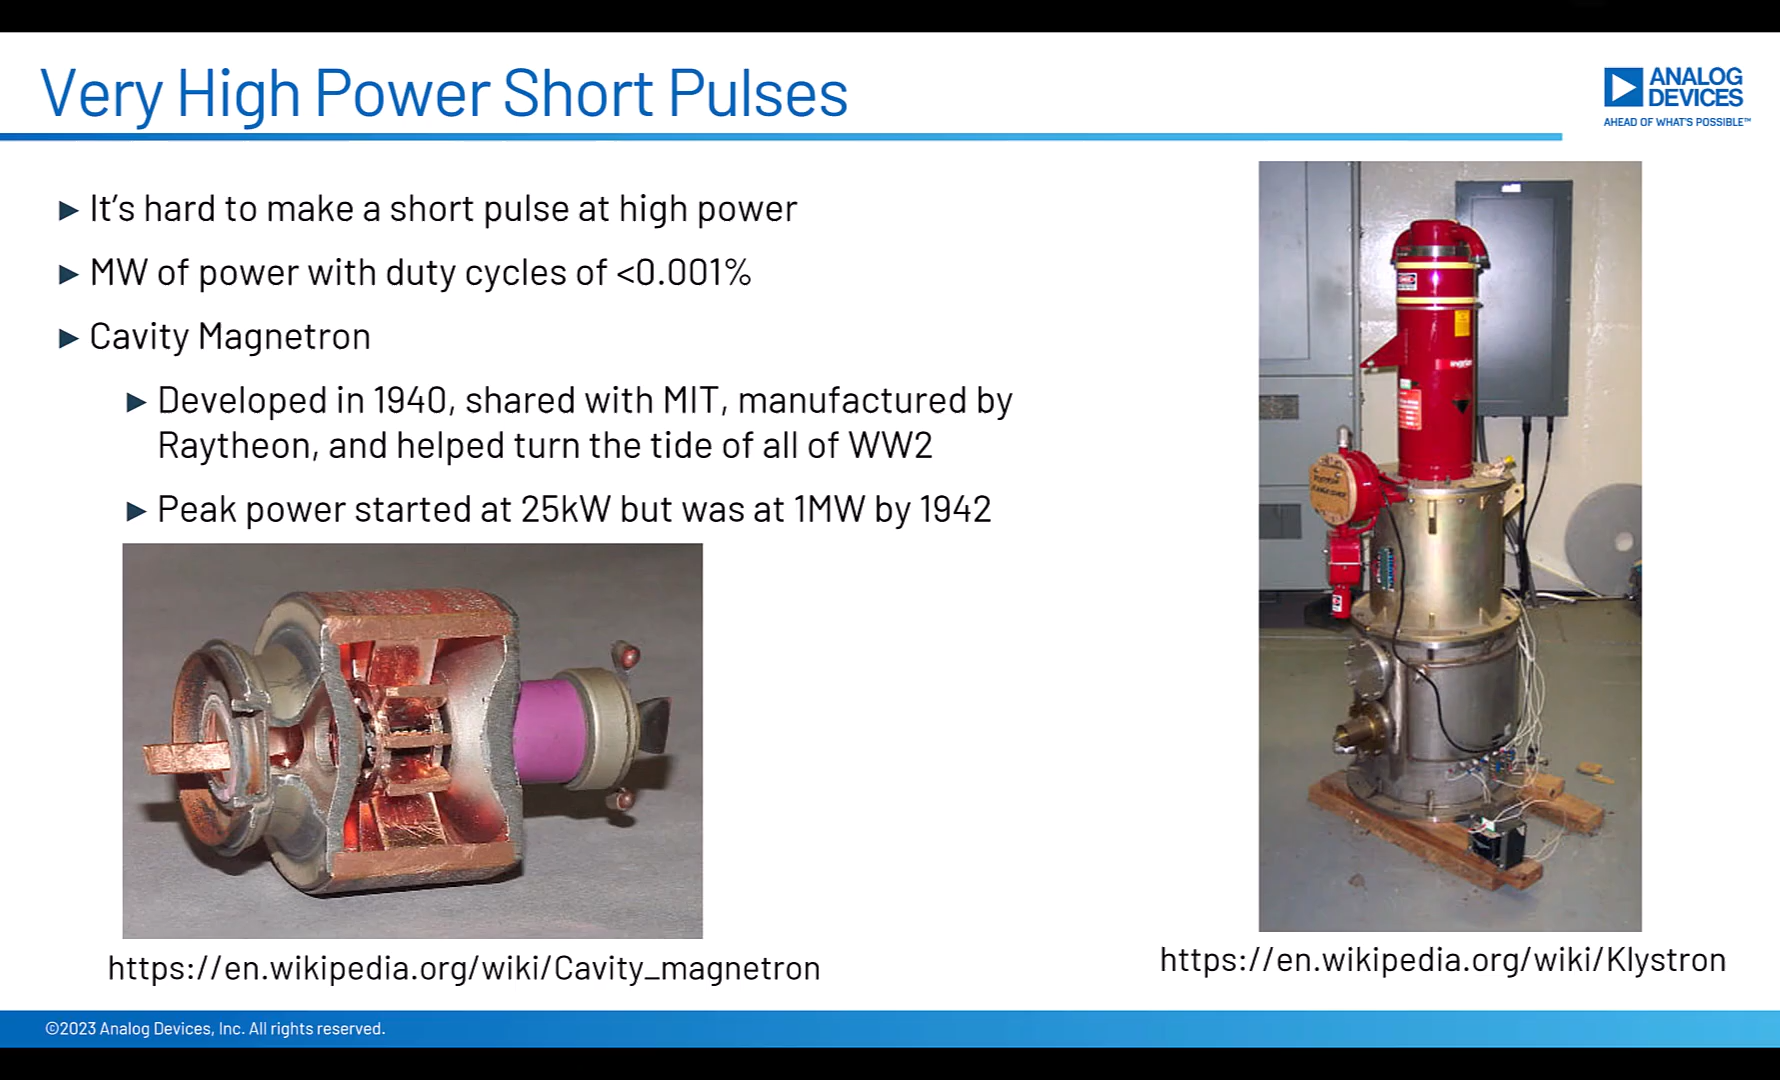 Very High Power Short Pulses
ANALOG
DEVICES
AHEAD OF WHAT'S POSSIBLE™
►It's hard to make a short pulse at high power
►MW of power with duty cycles of <0.001%
►Cavity Magnetron
►Developed in 1940, shared with MIT, manufactured by
Raytheon, and helped turn the tide of all of WW2
►Peak power started at 25kW but was at 1MW by 1942
https://en.wikipedia.org/wiki/Cavity_magnetron
https://en.wikipedia.org/wiki/Klystron
©2023 Analog Devices, Inc. All rights reserved.